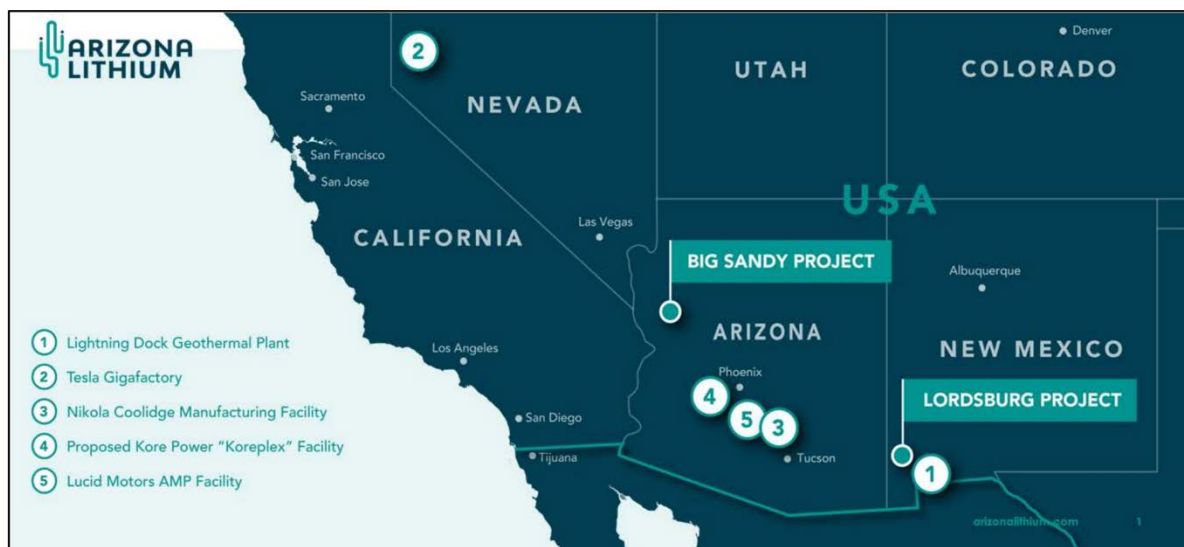 ARIZONA
LITHIUM
2
Denver
UTAH
COLORADO
NEVADA
Sacramento
San Francisco
San Jose
USA
Las Vegas
CALIFORNIA
BIG SANDY PROJECT
Albuquerque
ARIZONA
NEW MEXICO
Los Angeles
Phoenix
4
5
3
LORDSBURG PROJECT
San Diego
Tijuana
Tucson
1
1 Lightning Dock Geothermal Plant
2 Tesla Gigafactory
3 Nikola Coolidge Manufacturing Facility
4 Proposed Kore Power “Koreplex” Facility
5 Lucid Motors AMP Facility
arizonalithium.com 1